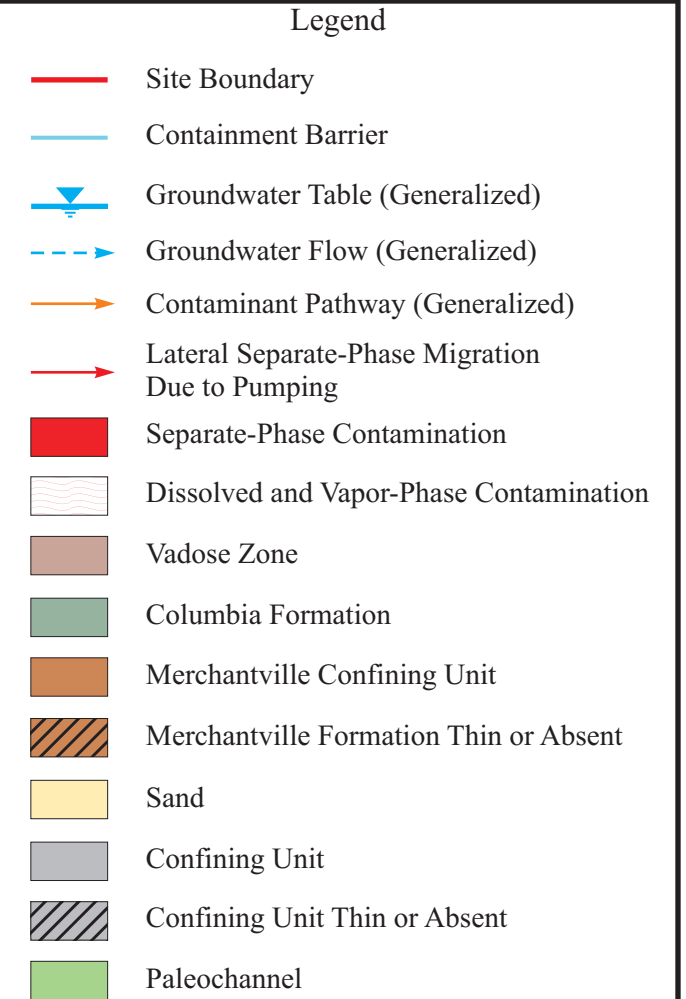 Legend
Site Boundary
Containment Barrier
Groundwater Table (Generalized)
Groundwater Flow (Generalized)
Contaminant Pathway (Generalized)
Lateral Separate-Phase Migration
Due to Pumping
Separate-Phase Contamination
Dissolved and Vapor-Phase Contamination
Vadose Zone
Columbia Formation
Merchantville Confining Unit
Merchantville Formation Thin or Absent
Sand
Confining Unit
Confining Unit Thin or Absent
Paleochannel